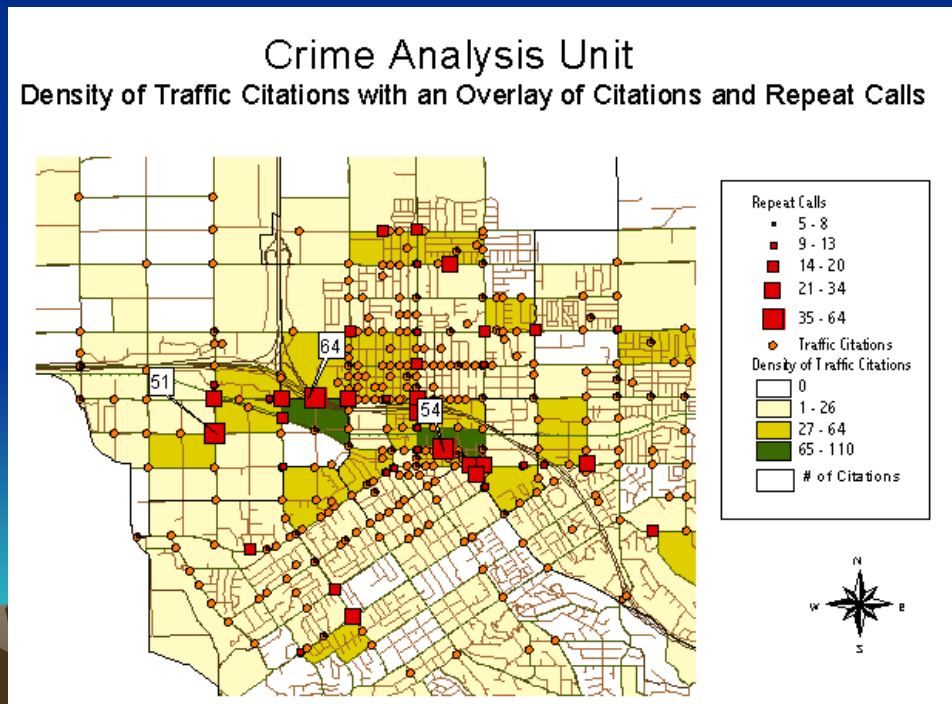 Crime Analysis Unit
Density of Traffic Citations with an Overlay of Citations and Repeat Calls
64
51
54
Repeat Calls
5 - 8
9 - 13
14 - 20
21 - 34
35 - 64
Traffic Citations
Density of Traffic Citations
0
1 - 26
27 - 64
65 - 110
# of Citations
N
W
E
S